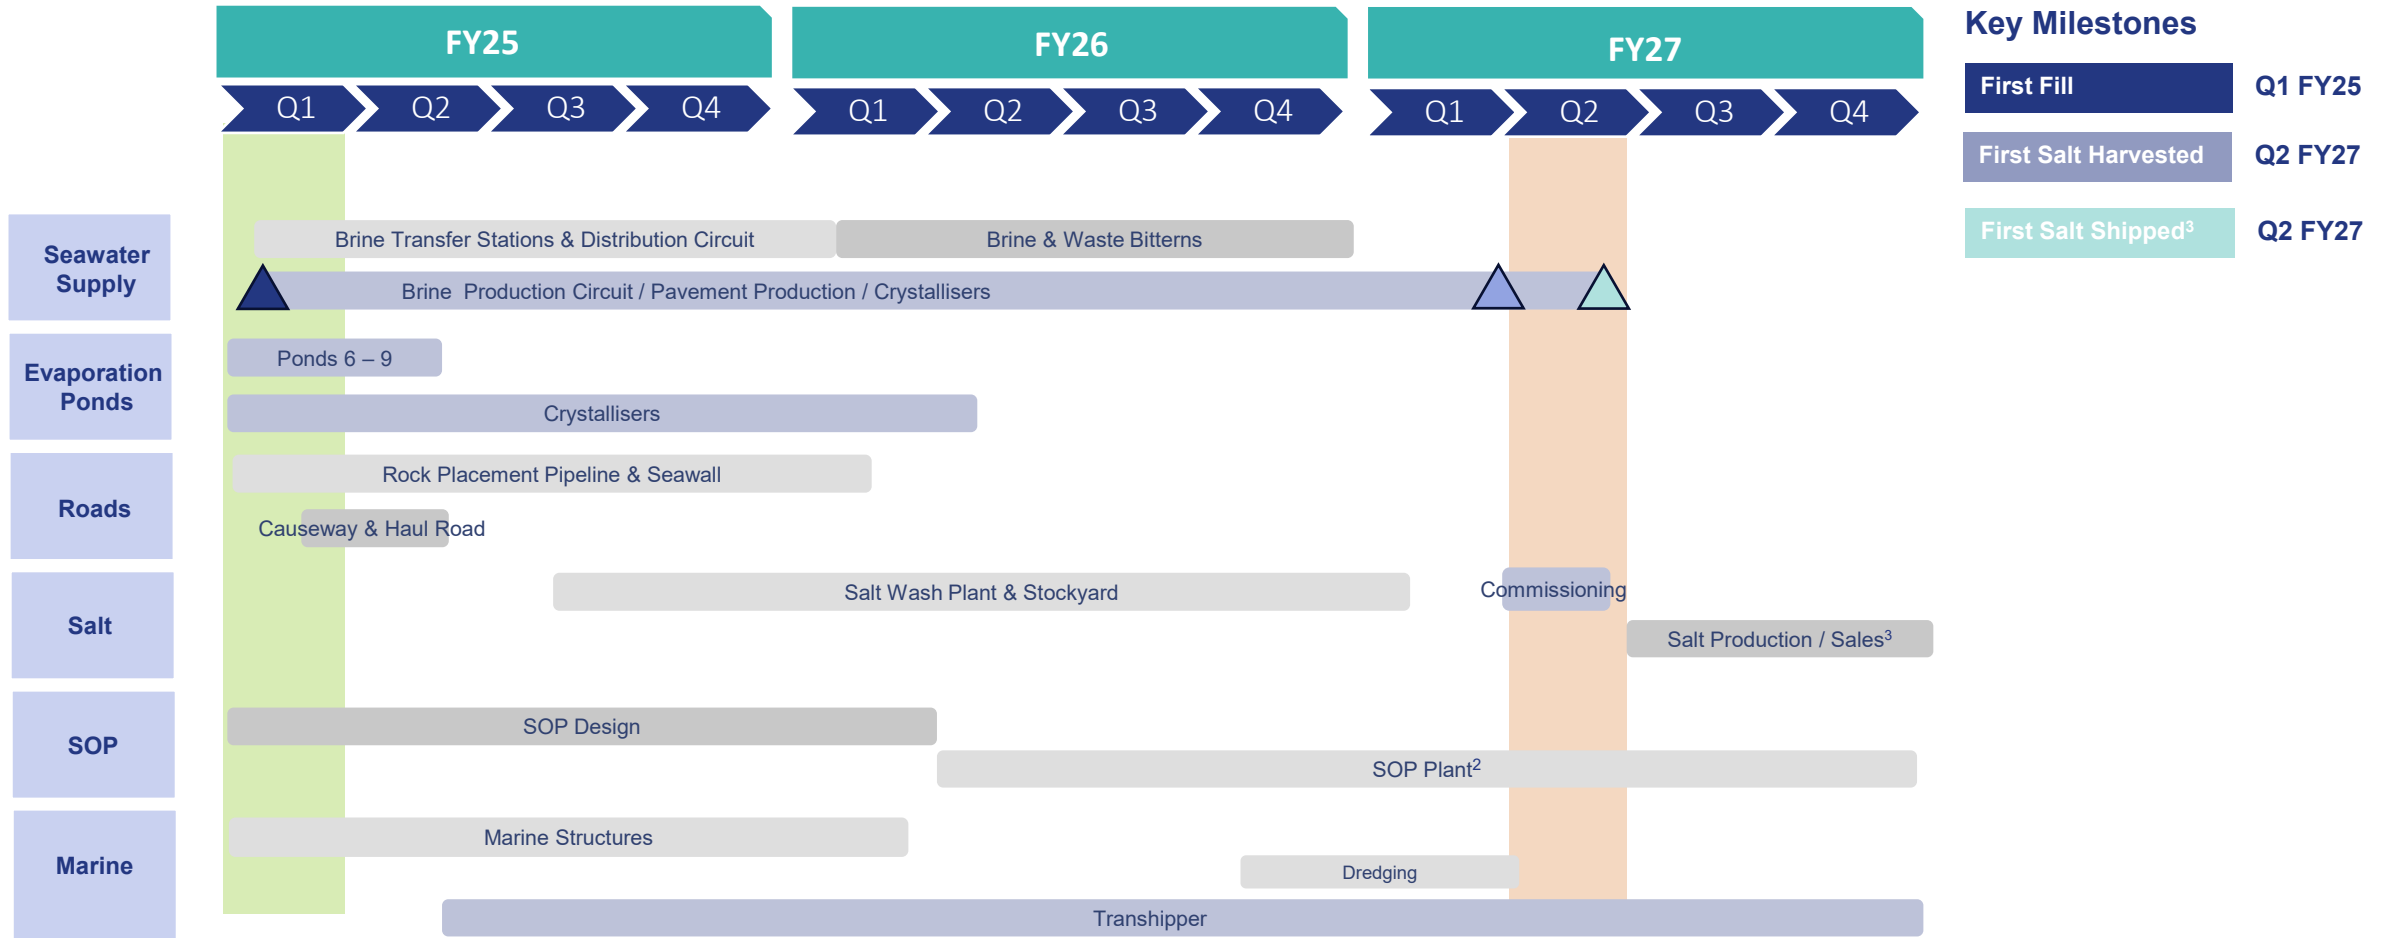 FY25
FY26
FY27
Q1
Q2
Q3
Q4
Q1
Q2
Q3
Q4
Q1
Q2
Q3
Q4
Key Milestones
First Fill
Q1 FY25
First Salt Harvested
Q2 FY27
First Salt Shipped³
Q2 FY27
Seawater
Supply
Brine Transfer Stations & Distribution Circuit
Brine & Waste Bitterns
Brine  Production Circuit / Pavement Production / Crystallisers
Evaporation
Ponds
Ponds 6 – 9
Crystallisers
Roads
Rock Placement Pipeline & Seawall
Causeway & Haul Road
Salt
Salt Wash Plant & Stockyard
Commissioning
Salt Production / Sales³
SOP
SOP Design
SOP Plant²
Marine
Marine Structures
Dredging
Transhipper